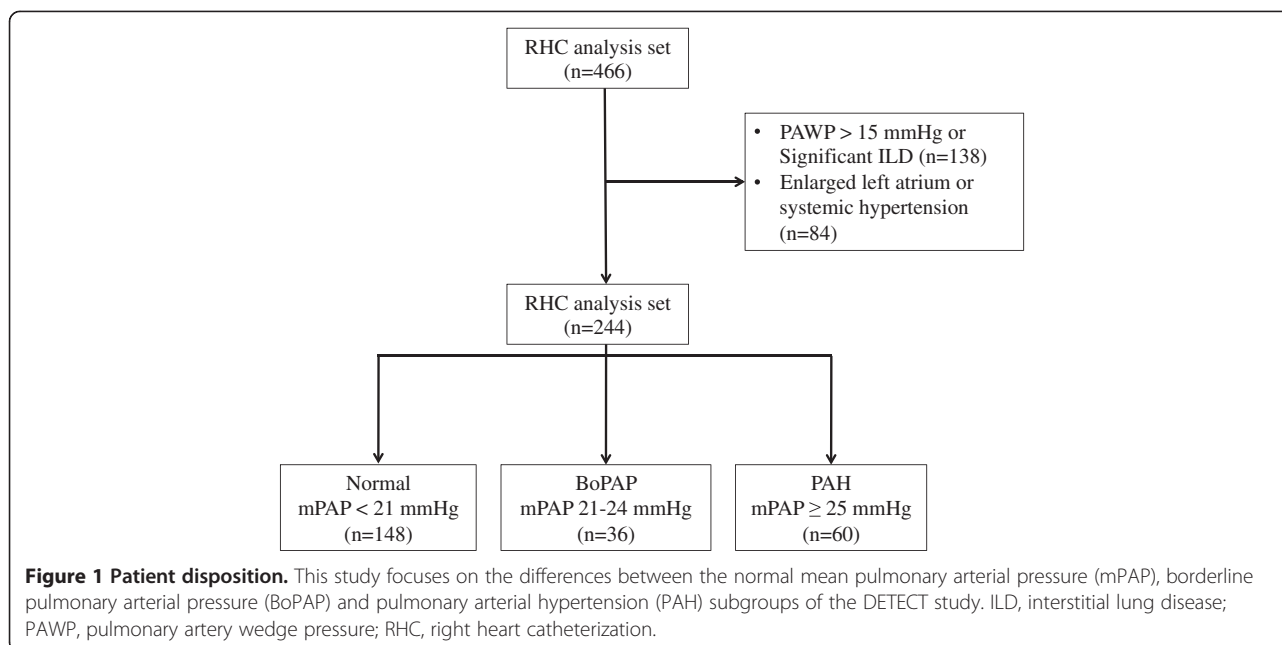 RHC analysis set
(n=466)
• PAWP > 15 mmHg or
Significant ILD (n=138)
• Enlarged left atrium or
systemic hypertension
(n=84)
RHC analysis set
(n=244)
Normal
mPAP < 21 mmHg
(n=148)
BoPAP
mPAP 21-24 mmHg
(n=36)
PAH
mPAP ≥ 25 mmHg
(n=60)
Figure 1 Patient disposition. This study focuses on the differences between the normal mean pulmonary arterial pressure (mPAP), borderline
pulmonary arterial pressure (BoPAP) and pulmonary arterial hypertension (PAH) subgroups of the DETECT study. ILD, interstitial lung disease;
PAWP, pulmonary artery wedge pressure; RHC, right heart catheterization.